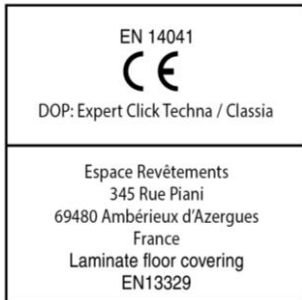 EN 14041
CE
DOP: Expert Click Techna / Classia
Espace Revêtements
345 Rue Piani
69480 Ambérieux d'Azergues
France
Laminate floor covering
EN13329